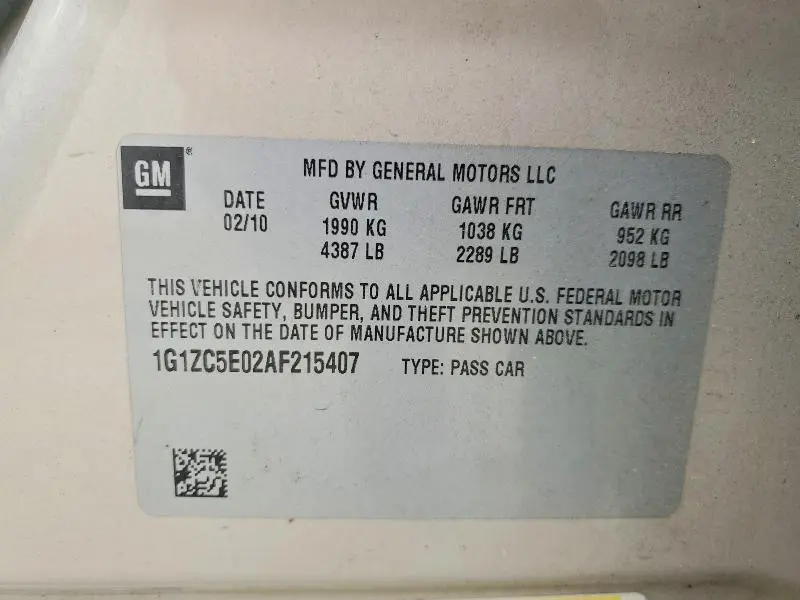 GM ® MFD BY GENERAL MOTORS LLC
DATE GVWR GAWR FRT GAWR RR
02/10 1990 KG 1038 KG 952 KG
4387 LB 2289 LB 2098 LB
THIS VEHICLE CONFORMS TO ALL APPLICABLE U.S. FEDERAL MOTOR
VEHICLE SAFETY, BUMPER, AND THEFT PREVENTION STANDARDS IN
EFFECT ON THE DATE OF MANUFACTURE SHOWN ABOVE.
1G1ZC5E02AF215407 TYPE: PASS CAR